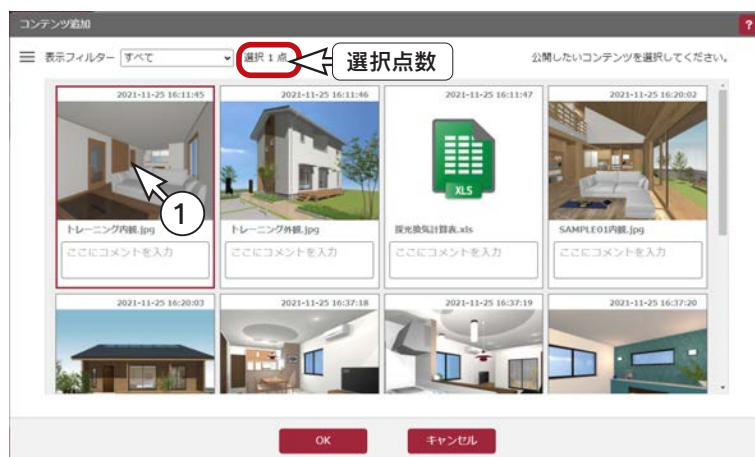 コンテンツ追加
?
表示フィルター すべて 選択 1 点 選択点数 公開したいコンテンツを選択してください。
2021-11-25 16:11:45 2021-11-25 16:11:46 2021-11-25 16:11:47 2021-11-25 16:20:02
XLS
1
トレーニング内観.jpg トレーニング外観.jpg 採光換気計算表.xls SAMPLE01内観.jpg
ここにコメントを入力 ここにコメントを入力 ここにコメントを入力 ここにコメントを入力
2021-11-25 16:20:03 2021-11-25 16:37:18 2021-11-25 16:37:19 2021-11-25 16:37:20
OK キャンセル